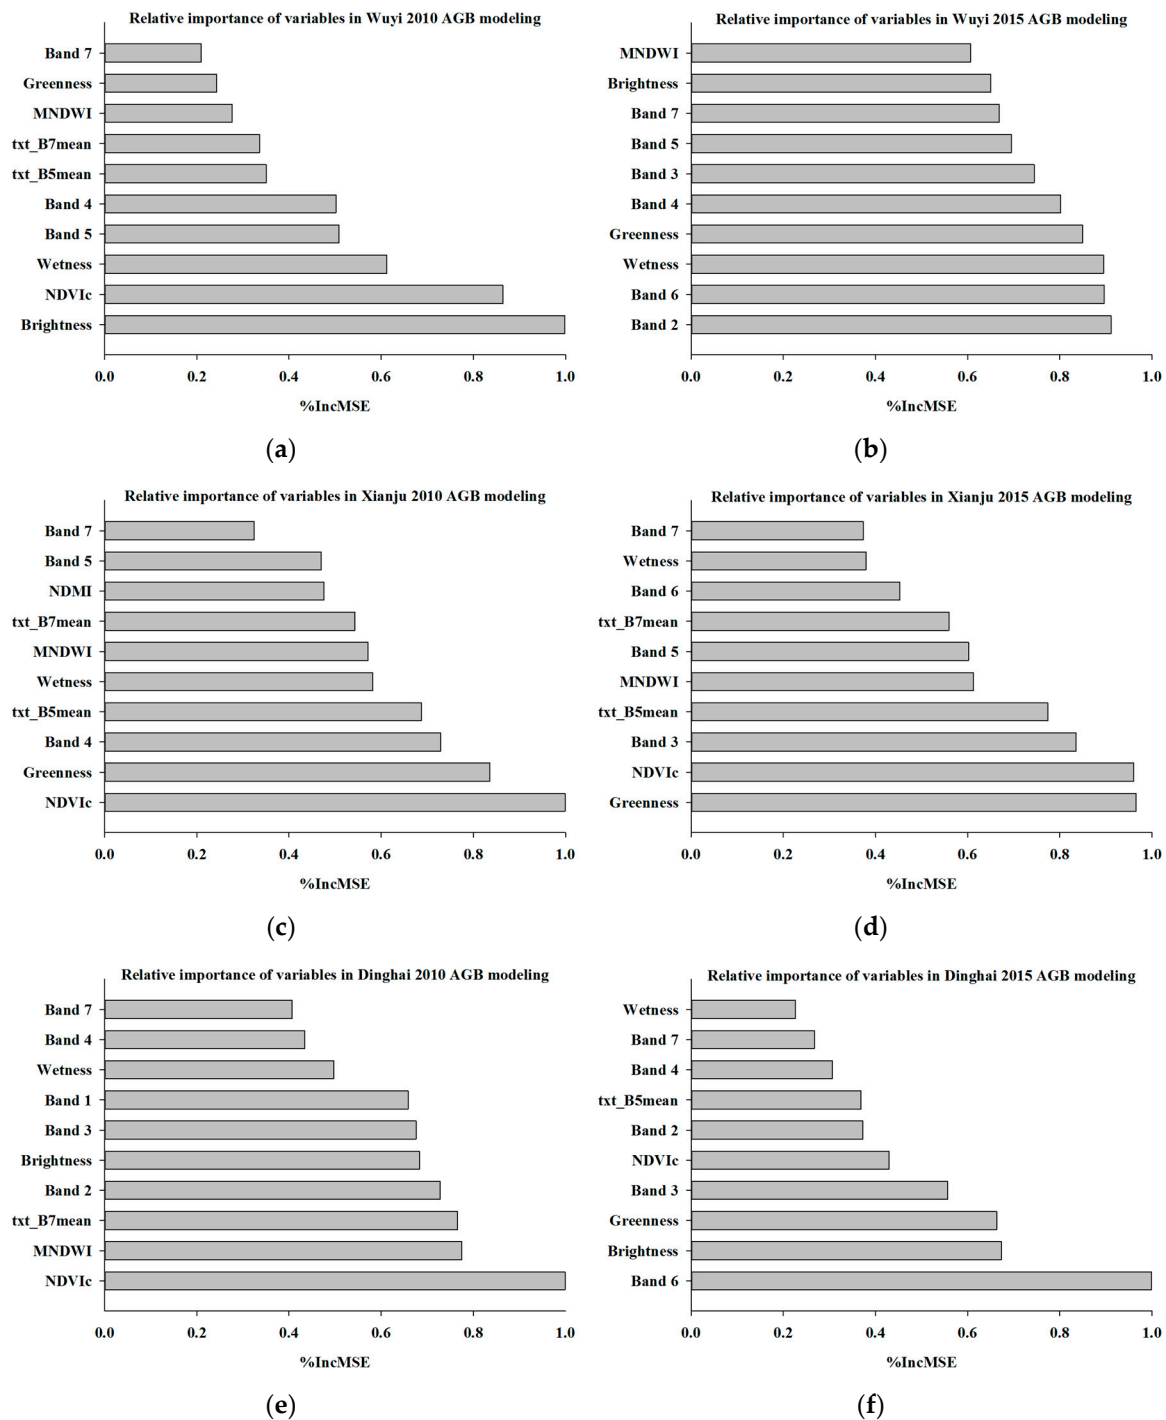 Relative importance of variables in Wuyi 2010 AGB modeling
Band 7
Greenness
MNDWI
txt_B7mean
txt_B5mean
Band 4
Band 5
Wetness
NDVIc
Brightness
0.0 0.2 0.4 0.6 0.8 1.0
%IncMSE
(a)
Relative importance of variables in Wuyi 2015 AGB modeling
MNDWI
Brightness
Band 7
Band 5
Band 3
Band 4
Greenness
Wetness
Band 6
Band 2
0.0 0.2 0.4 0.6 0.8 1.0
%IncMSE
(b)
Relative importance of variables in Xianju 2010 AGB modeling
Band 7
Band 5
NDMI
txt_B7mean
MNDWI
Wetness
txt_B5mean
Band 4
Greenness
NDVIc
0.0 0.2 0.4 0.6 0.8 1.0
%IncMSE
(c)
Relative importance of variables in Xianju 2015 AGB modeling
Band 7
Wetness
Band 6
txt_B7mean
Band 5
MNDWI
txt_B5mean
Band 3
NDVIc
Greenness
0.0 0.2 0.4 0.6 0.8 1.0
%IncMSE
(d)
Relative importance of variables in Dinghai 2010 AGB modeling
Band 7
Band 4
Wetness
Band 1
Band 3
Brightness
Band 2
txt_B7mean
MNDWI
NDVIc
0.0 0.2 0.4 0.6 0.8 1.0
%IncMSE
(e)
Relative importance of variables in Dinghai 2015 AGB modeling
Wetness
Band 7
Band 4
txt_B5mean
Band 2
NDVIc
Band 3
Greenness
Brightness
Band 6
0.0 0.2 0.4 0.6 0.8 1.0
%IncMSE
(f)